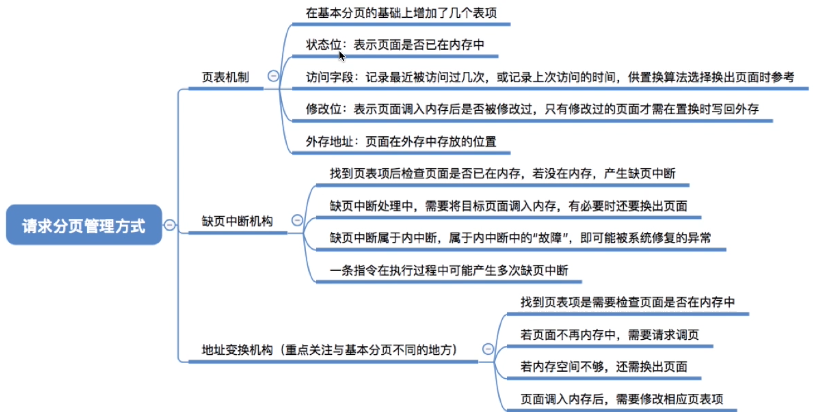 请求分页管理方式
页表机制
在基本分页的基础上增加了几个表项
状态位：表示页面是否已在内存中
访问字段：记录最近被访问过几次，或记录上次访问的时间，供置换算法选择换出页面时参考
修改位：表示页面调入内存后是否被修改过，只有修改过的页面才需在置换时写回外存
外存地址：页面在外存中存放的位置
缺页中断机构
找到页表项后检查页面是否已在内存，若没在内存，产生缺页中断
缺页中断处理中，需要将目标页面调入内存，有必要时还要换出页面
缺页中断属于内中断，属于内中断中的“故障”，即可能被系统修复的异常
一条指令在执行过程中可能产生多次缺页中断
地址变换机构（重点关注与基本分页不同的地方）
找到页表项是需要检查页面是否在内存中
若页面不再内存中，需要请求调页
若内存空间不够，还需换出页面
页面调入内存后，需要修改相应页表项